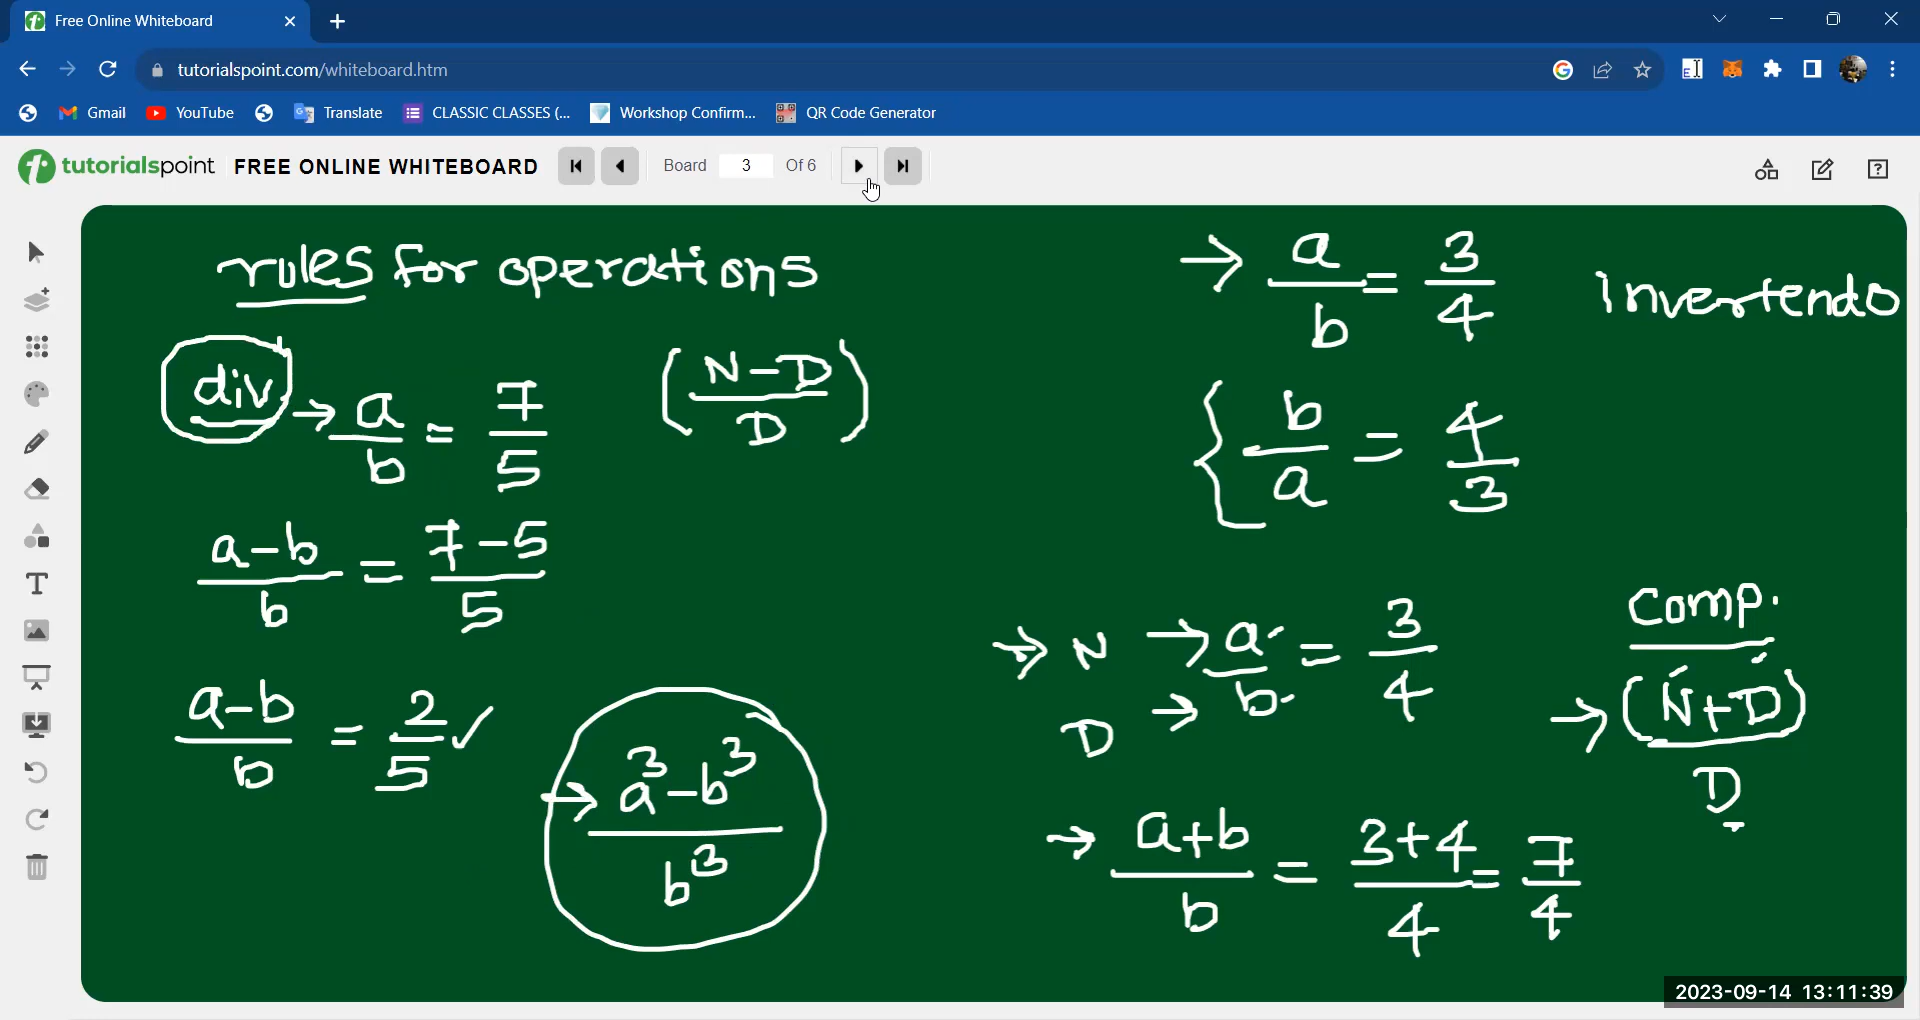 Free Online Whiteboard
tutorialspoint.com/whiteboard.htm
Gmail YouTube Translate CLASSIC CLASSES (... Workshop Confirm... QR Code Generator
tutorialspoint FREE ONLINE WHITEBOARD Board 3 Of 6
rules for operations
div → a/b = 7/5 (N-D/D)
a-b/b = 7-5/5
a-b/b = 2/5 ✓
→ a³-b³/b³
→ a/b = 3/4 invertendo
{ b/a = 4/3
→ N → a/b = 3/4
D →
comp.
→ (N+D)/D
→ a+b/b = 3+4/4 = 7/4
2023-09-14 13:11:39